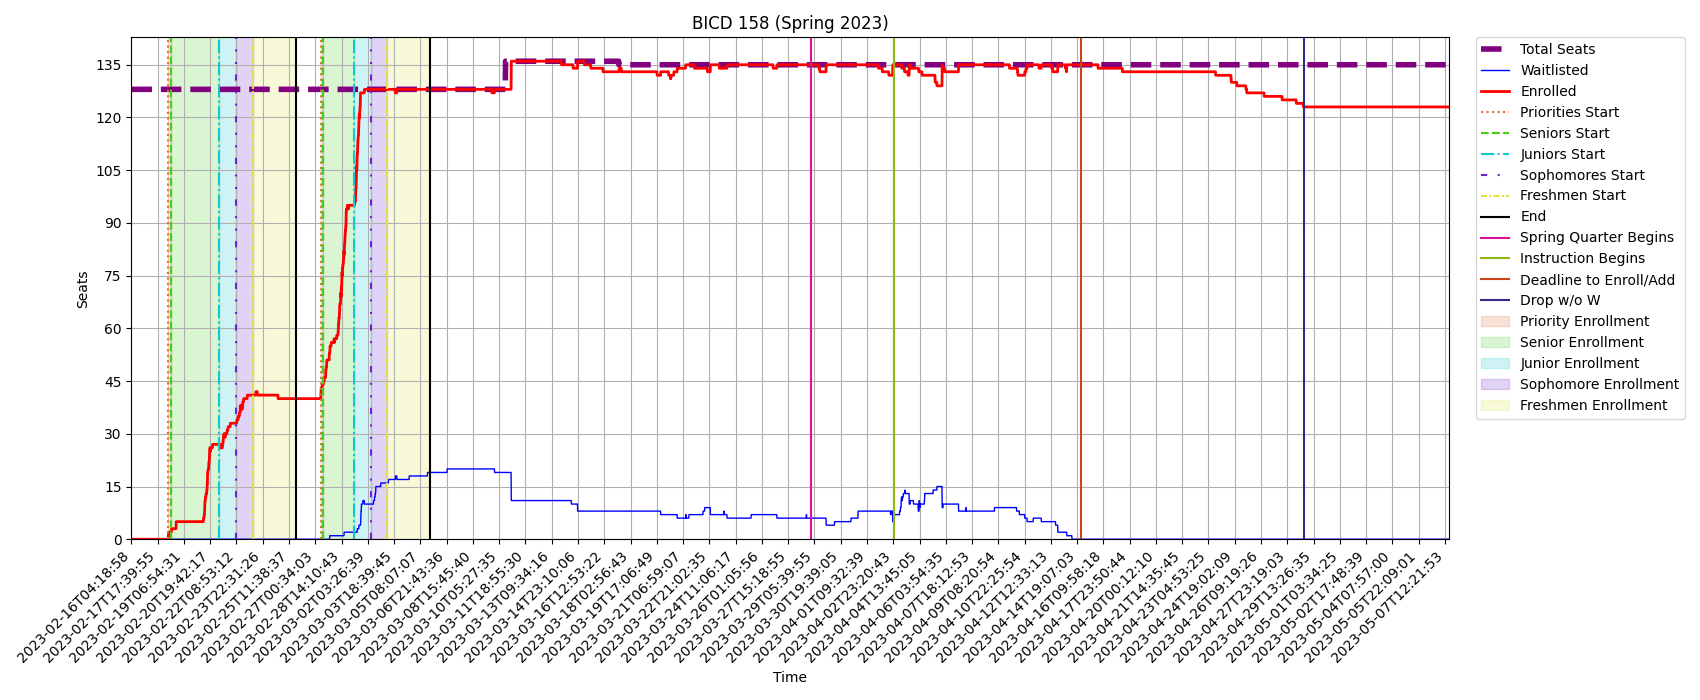 BICD 158 (Spring 2023)
Seats
135
120
105
90
75
60
45
30
15
0
2023-02-16T04:18:58
2023-02-17T17:39:55
2023-02-19T06:54:31
2023-02-20T19:42:17
2023-02-22T08:53:12
2023-02-23T22:31:26
2023-02-25T11:38:37
2023-02-27T00:34:03
2023-02-28T14:10:43
2023-03-02T03:26:39
2023-03-03T18:39:45
2023-03-05T08:07:07
2023-03-06T21:43:36
2023-03-08T15:45:40
2023-03-10T05:27:35
2023-03-11T18:55:30
2023-03-13T09:34:16
2023-03-14T23:10:06
2023-03-16T12:53:22
2023-03-18T02:56:43
2023-03-19T17:06:49
2023-03-21T06:59:07
2023-03-22T21:02:35
2023-03-24T11:06:17
2023-03-26T01:05:56
2023-03-27T15:18:55
2023-03-29T05:39:55
2023-03-30T19:39:05
2023-04-01T09:32:39
2023-04-02T23:20:43
2023-04-04T13:45:05
2023-04-06T03:54:35
2023-04-07T18:12:53
2023-04-09T08:20:54
2023-04-10T22:25:54
2023-04-12T12:33:13
2023-04-14T19:07:03
2023-04-16T09:58:18
2023-04-17T23:50:44
2023-04-20T00:12:10
2023-04-21T14:35:45
2023-04-23T04:53:25
2023-04-24T19:02:09
2023-04-26T09:19:26
2023-04-27T23:19:03
2023-04-29T13:26:35
2023-05-01T03:34:25
2023-05-02T17:48:39
2023-05-04T07:57:00
2023-05-05T22:09:01
2023-05-07T12:21:53
Time
Total Seats
Waitlisted
Enrolled
Priorities Start
Seniors Start
Juniors Start
Sophomores Start
Freshmen Start
End
Spring Quarter Begins
Instruction Begins
Deadline to Enroll/Add
Drop w/o W
Priority Enrollment
Senior Enrollment
Junior Enrollment
Sophomore Enrollment
Freshmen Enrollment